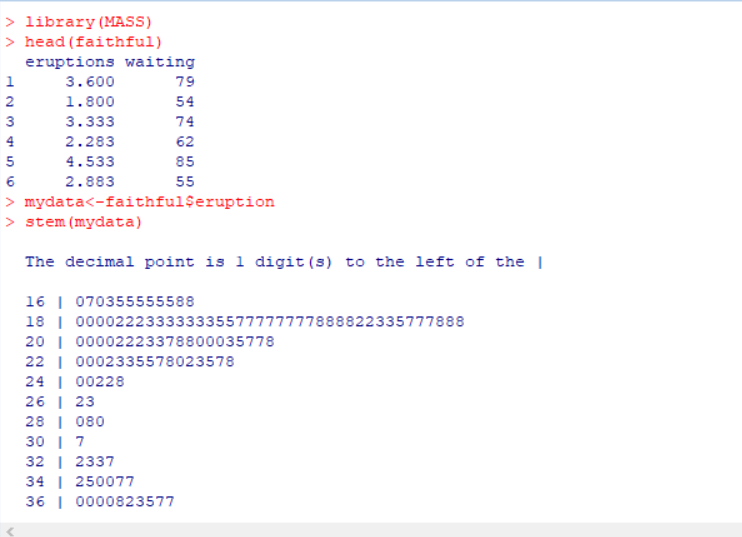 > library(MASS)
> head(faithful)
  eruptions waiting
1     3.600      79
2     1.800      54
3     3.333      74
4     2.283      62
5     4.533      85
6     2.883      55
> mydata<-faithful$eruption
> stem(mydata)

  The decimal point is 1 digit(s) to the left of the |

  16 | 070355555588
  18 | 000022233333335577777777888822335777888
  20 | 00002223378800035778
  22 | 0002335578023578
  24 | 00228
  26 | 23
  28 | 080
  30 | 7
  32 | 2337
  34 | 250077
  36 | 0000823577